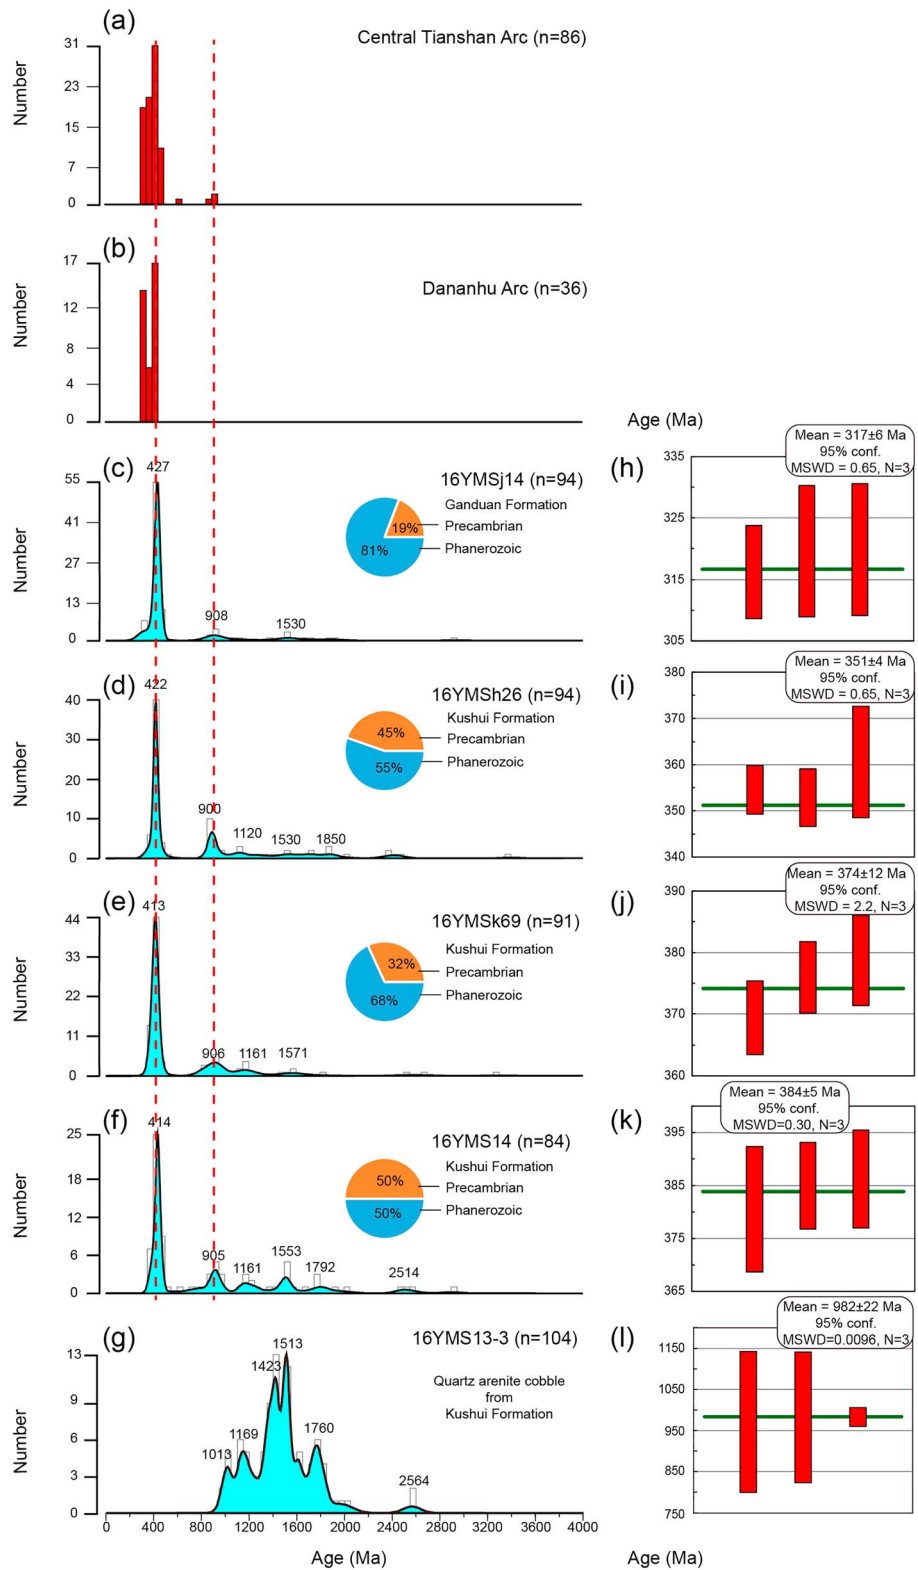 (a)
Central Tianshan Arc (n=86)
Number
31
23
15
7
0
(b)
Dananhu Arc (n=36)
Number
17
12
8
4
0
Age (Ma)
(c)
427
16YMSj14 (n=94)
Ganduan Formation
Precambrian
Phanerozoic
19%
81%
Number
55
41
27
13
0
908
1530
(h)
Mean = 317±6 Ma
95% conf.
MSWD = 0.65, N=3
335
325
315
305
(d)
422
16YMSh26 (n=94)
Kushui Formation
Precambrian
Phanerozoic
45%
55%
Number
40
30
20
10
0
900
1120
1530
1850
(i)
Mean = 351±4 Ma
95% conf.
MSWD = 0.65, N=3
380
370
360
350
340
(e)
413
16YMSk69 (n=91)
Kushui Formation
Precambrian
Phanerozoic
32%
68%
Number
44
33
22
11
0
906
1161
1571
(j)
Mean = 374±12 Ma
95% conf.
MSWD = 2.2, N=3
390
380
370
360
(f)
414
16YMS14 (n=84)
Kushui Formation
Precambrian
Phanerozoic
50%
50%
Number
25
18
12
6
0
905
1161
1553
1792
2514
(k)
Mean = 384±5 Ma
95% conf.
MSWD=0.30, N=3
395
385
375
365
(g)
16YMS13-3 (n=104)
Quartz arenite cobble
from
Kushui Formation
Number
13
9
6
3
0
1013
1169
1423
1513
1760
2564
0
400
800
1200
1600
2000
2400
2800
3200
3600
4000
Age (Ma)
(l)
Mean = 982±22 Ma
95% conf.
MSWD=0.0096, N=3
1150
1050
950
850
750
Age (Ma)